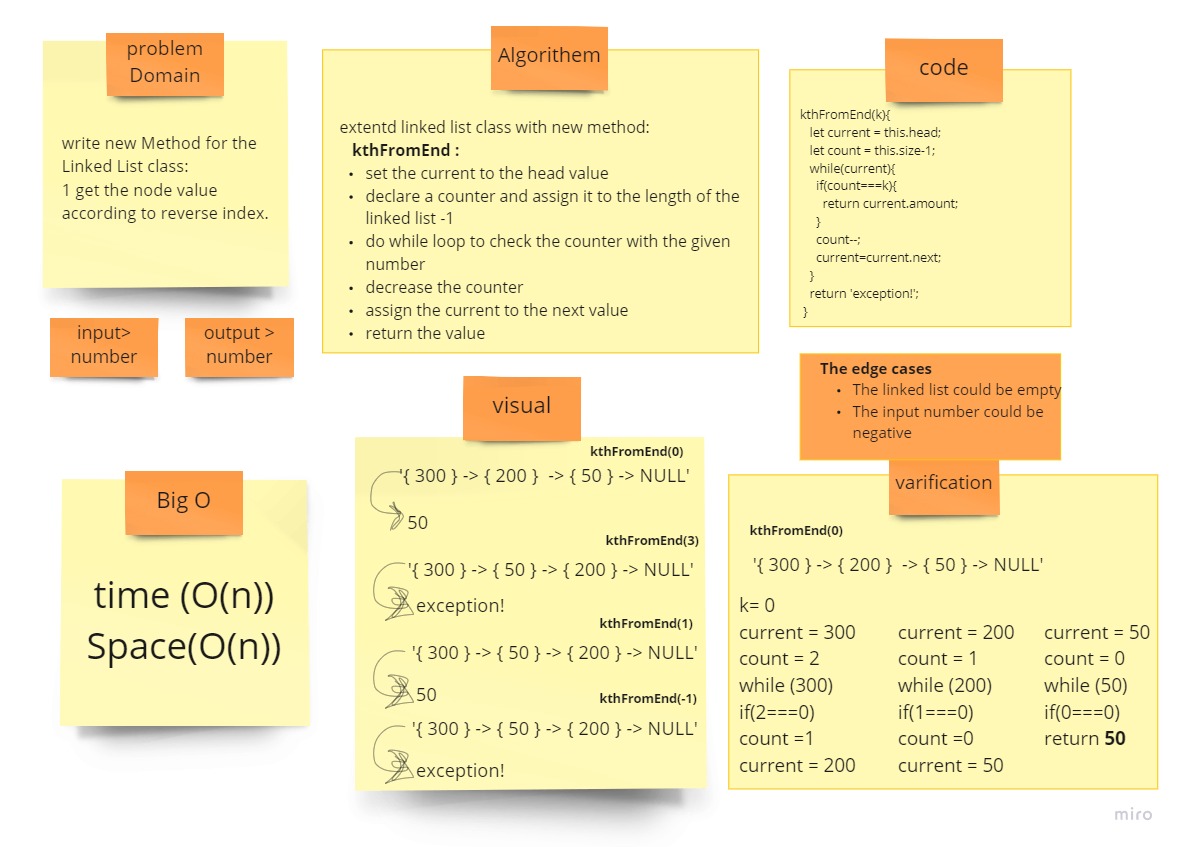 problem
Domain
write new Method for the
Linked List class:
1 get the node value
according to reverse index.
input>
number
output >
number
Algorithem
extentd linked list class with new method:
kthFromEnd :
• set the current to the head value
• declare a counter and assign it to the length of the
linked list -1
• do while loop to check the counter with the given
number
• decrease the counter
• assign the current to the next value
• return the value
code
kthFromEnd(k){
let current = this.head;
let count = this.size-1;
while(current){
if(count===k){
return current.amount;
}
count--;
current=current.next;
}
return 'exception!';
}
The edge cases
• The linked list could be empty
• The input number could be
negative
Big O
time (O(n))
Space(O(n))
visual
kthFromEnd(0)
'{ 300 } -> { 200 }  -> { 50 } -> NULL'
50
kthFromEnd(3)
'{ 300 } -> { 50 } -> { 200 } -> NULL'
exception!
kthFromEnd(1)
'{ 300 } -> { 50 } -> { 200 } -> NULL'
50
kthFromEnd(-1)
'{ 300 } -> { 50 } -> { 200 } -> NULL'
exception!
varification
kthFromEnd(0)
'{ 300 } -> { 200 }  -> { 50 } -> NULL'
k= 0
current = 300
count = 2
while (300)
if(2===0)
count =1
current = 200
current = 200
count = 1
while (200)
if(1===0)
count =0
current = 50
current = 50
count = 0
while (50)
if(0===0)
return 50
miro